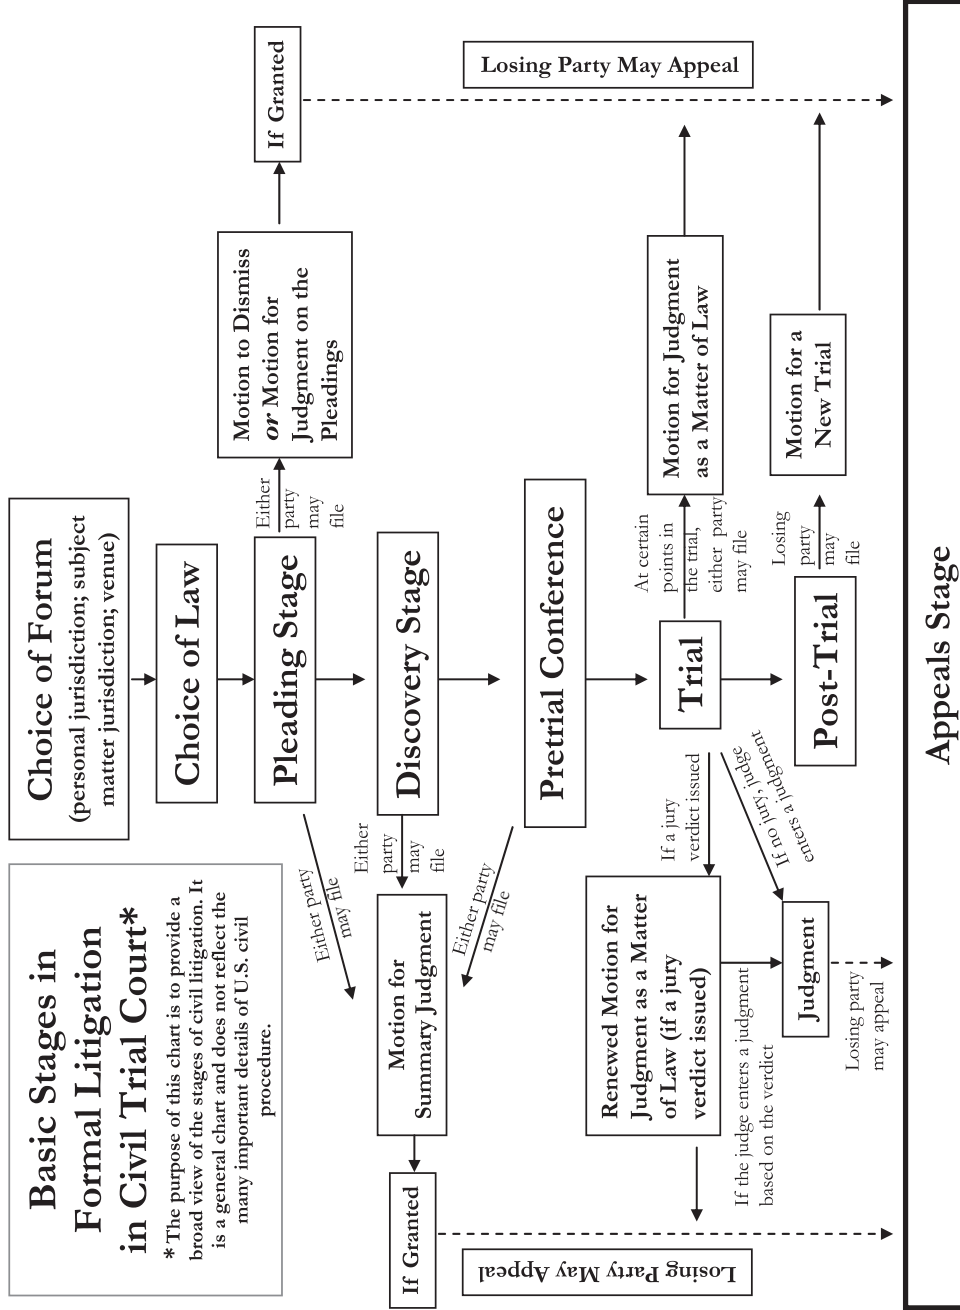 Basic Stages in
Formal Litigation
in Civil Trial Court*
*The purpose of this chart is to provide a
broad view of the stages of civil litigation. It
is a general chart and does not reflect the
many important details of U.S. civil
procedure.
Choice of Forum
(personal jurisdiction; subject
matter jurisdiction; venue)
Choice of Law
Pleading Stage
Either
party
may
file
Motion to Dismiss
or Motion for
Judgment on the
Pleadings
If Granted
Losing Party May Appeal
Either party
may file
Discovery Stage
Either
party
may
file
Motion for
Summary Judgment
If Granted
Losing Party May Appeal
Either party
may file
Pretrial Conference
Trial
At certain
points in
the trial,
either party
may file
Motion for Judgment
as a Matter of Law
If a jury
verdict issued
Renewed Motion for
Judgment as a Matter
of Law (if a jury
verdict issued)
If no jury, judge
enters a judgment
If the judge enters a judgment
based on the verdict
Judgment
Losing party
may appeal
Post-Trial
Losing
party
may
file
Motion for a
New Trial
Appeals Stage